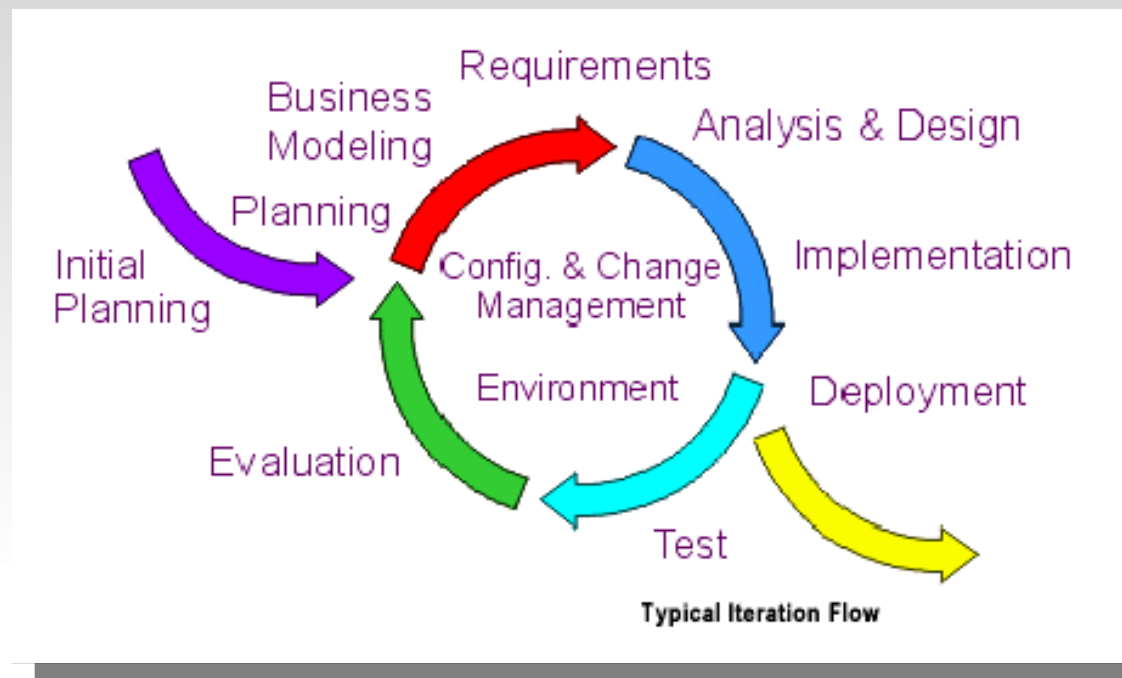 Requirements
Business
Modeling
Analysis & Design
Planning
Initial
Planning
Config. & Change
Management
Implementation
Environment
Deployment
Evaluation
Test
Typical Iteration Flow